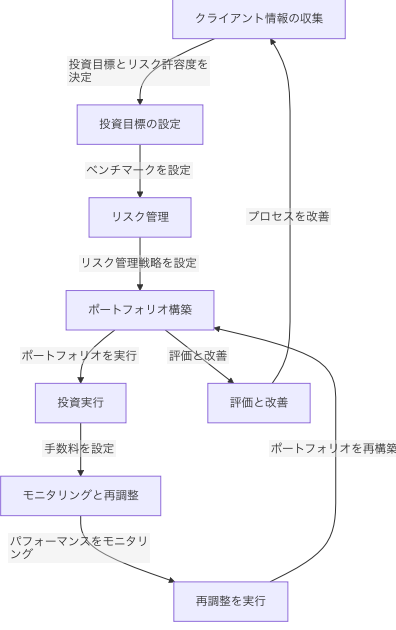 クライアント情報の収集
投資目標とリスク許容度を
決定
投資目標の設定
ベンチマークを設定
リスク管理
プロセスを改善
リスク管理戦略を設定
ポートフォリオ構築
ポートフォリオを実行
評価と改善
投資実行
評価と改善
手数料を設定
ポートフォリオを再構築
モニタリングと再調整
パフォーマンスをモニタリ
ング
再調整を実行